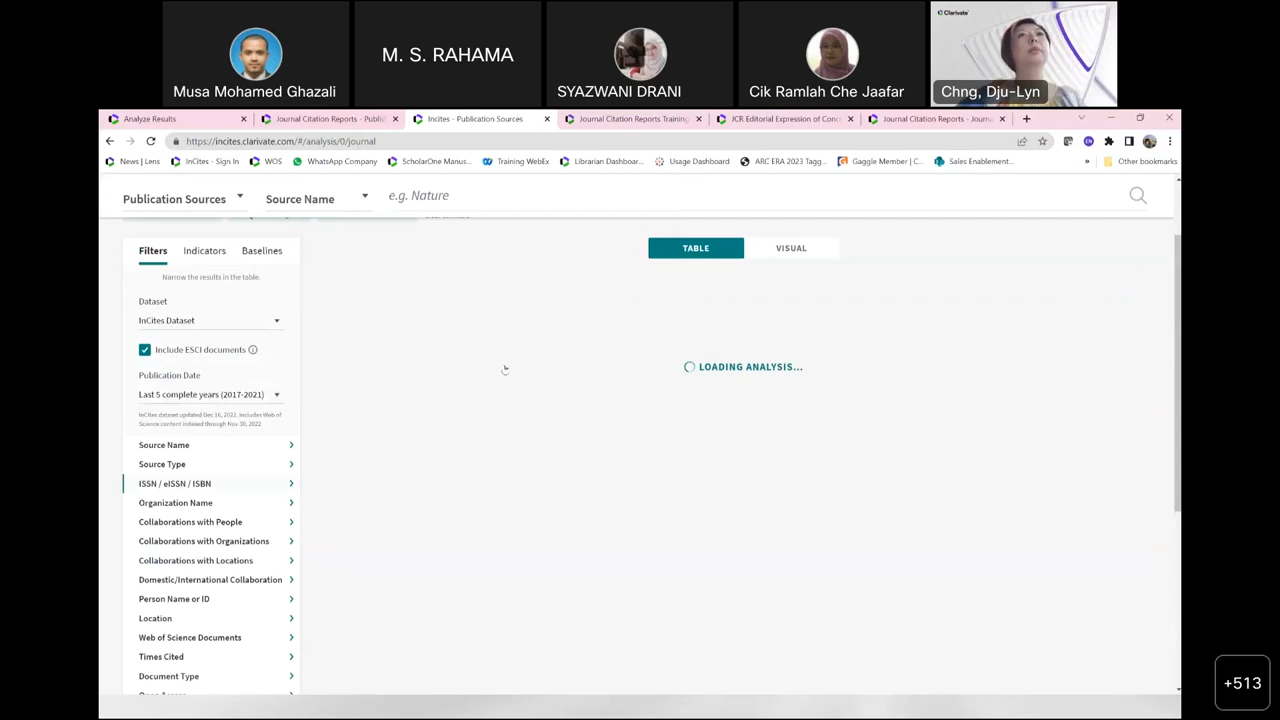 Musa Mohamed Ghazali
M. S. RAHAMA
SYAZWANI DRANI
Cik Ramlah Che Jaafar
Clarivate
Chng, Dju-Lyn
Analyze Results
Journal Citation Reports - Publish
Incites - Publication Sources
Journal Citation Reports Training
JCR Editorial Expression of Conc
Journal Citation Reports - Journa
https://incites.clarivate.com/#/analysis/0/journal
News | Lens
InCites - Sign In
WOS
WhatsApp Company
ScholarOne Manus...
Training WebEx
Librarian Dashboar...
Usage Dashboard
ARC ERA 2023 Tagg...
Gaggle Member | C...
Sales Enablement...
»
Other bookmarks
Publication Sources
Source Name
e.g. Nature
Filters
Indicators
Baselines
Narrow the results in the table.
Dataset
InCites Dataset
Include ESCI documents
Publication Date
Last 5 complete years (2017-2021)
InCites dataset updated Dec 16, 2022. Includes Web of
Science content indexed through Nov 30, 2022
Source Name
Source Type
ISSN / eISSN / ISBN
Organization Name
Collaborations with People
Collaborations with Organizations
Collaborations with Locations
Domestic/International Collaboration
Person Name or ID
Location
Web of Science Documents
Times Cited
Document Type
TABLE
VISUAL
LOADING ANALYSIS...
+513